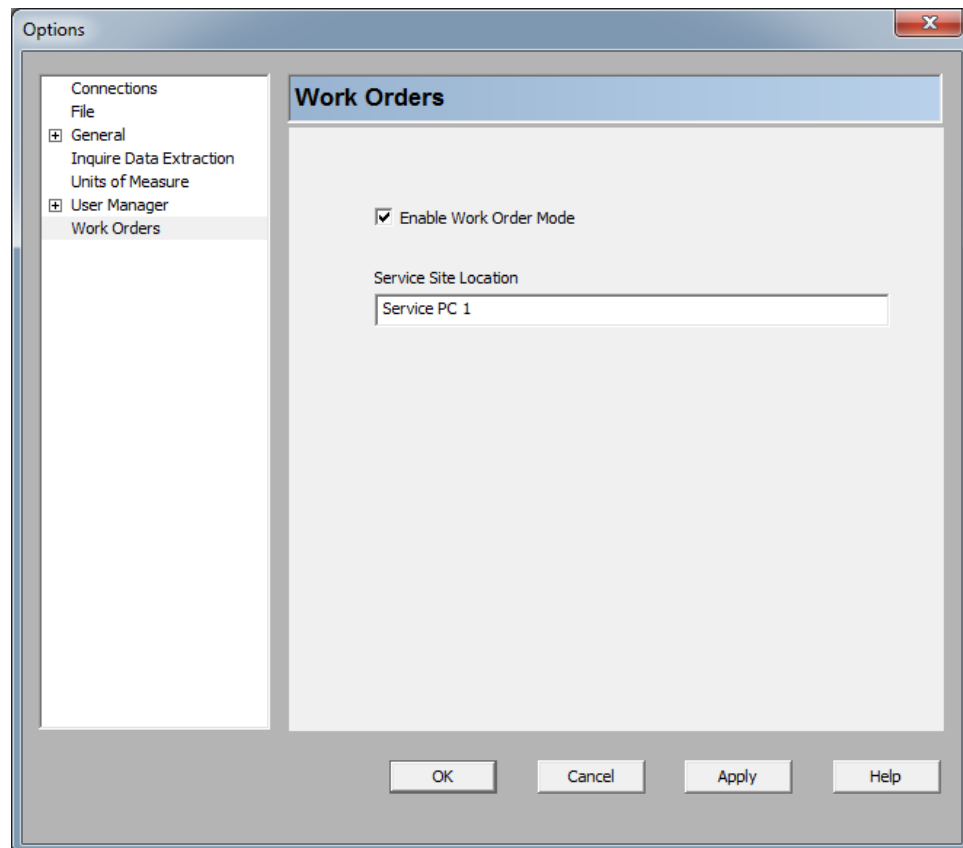 Options
Connections
File
General
Inquire Data Extraction
Units of Measure
User Manager
Work Orders
Work Orders
Enable Work Order Mode
Service Site Location
Service PC 1
OK Cancel Apply Help